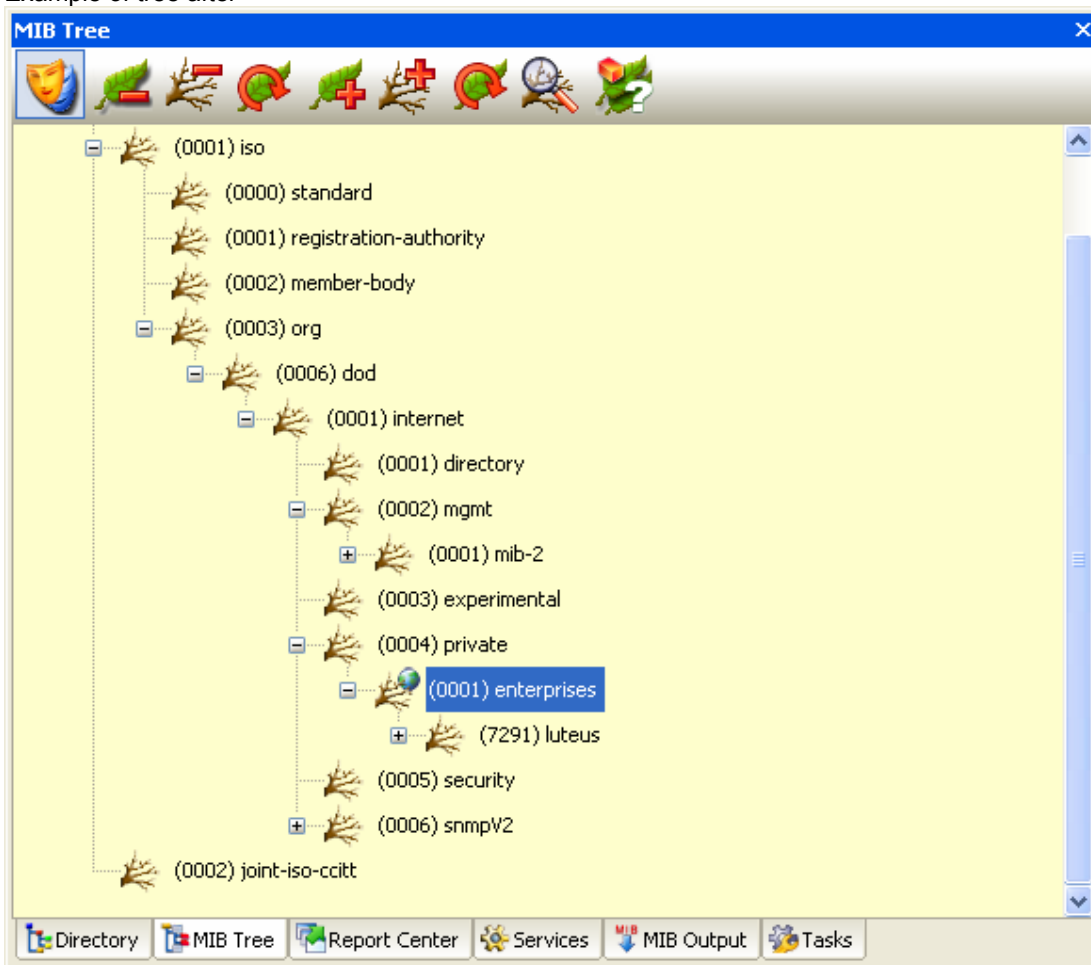 MIB Tree
(0001) iso
(0000) standard
(0001) registration-authority
(0002) member-body
(0003) org
(0006) dod
(0001) internet
(0001) directory
(0002) mgmt
(0001) mib-2
(0003) experimental
(0004) private
(0001) enterprises
(7291) luteus
(0005) security
(0006) snmpV2
(0002) joint-iso-ccitt
Directory MIB Tree Report Center Services MIB MIB Output Tasks